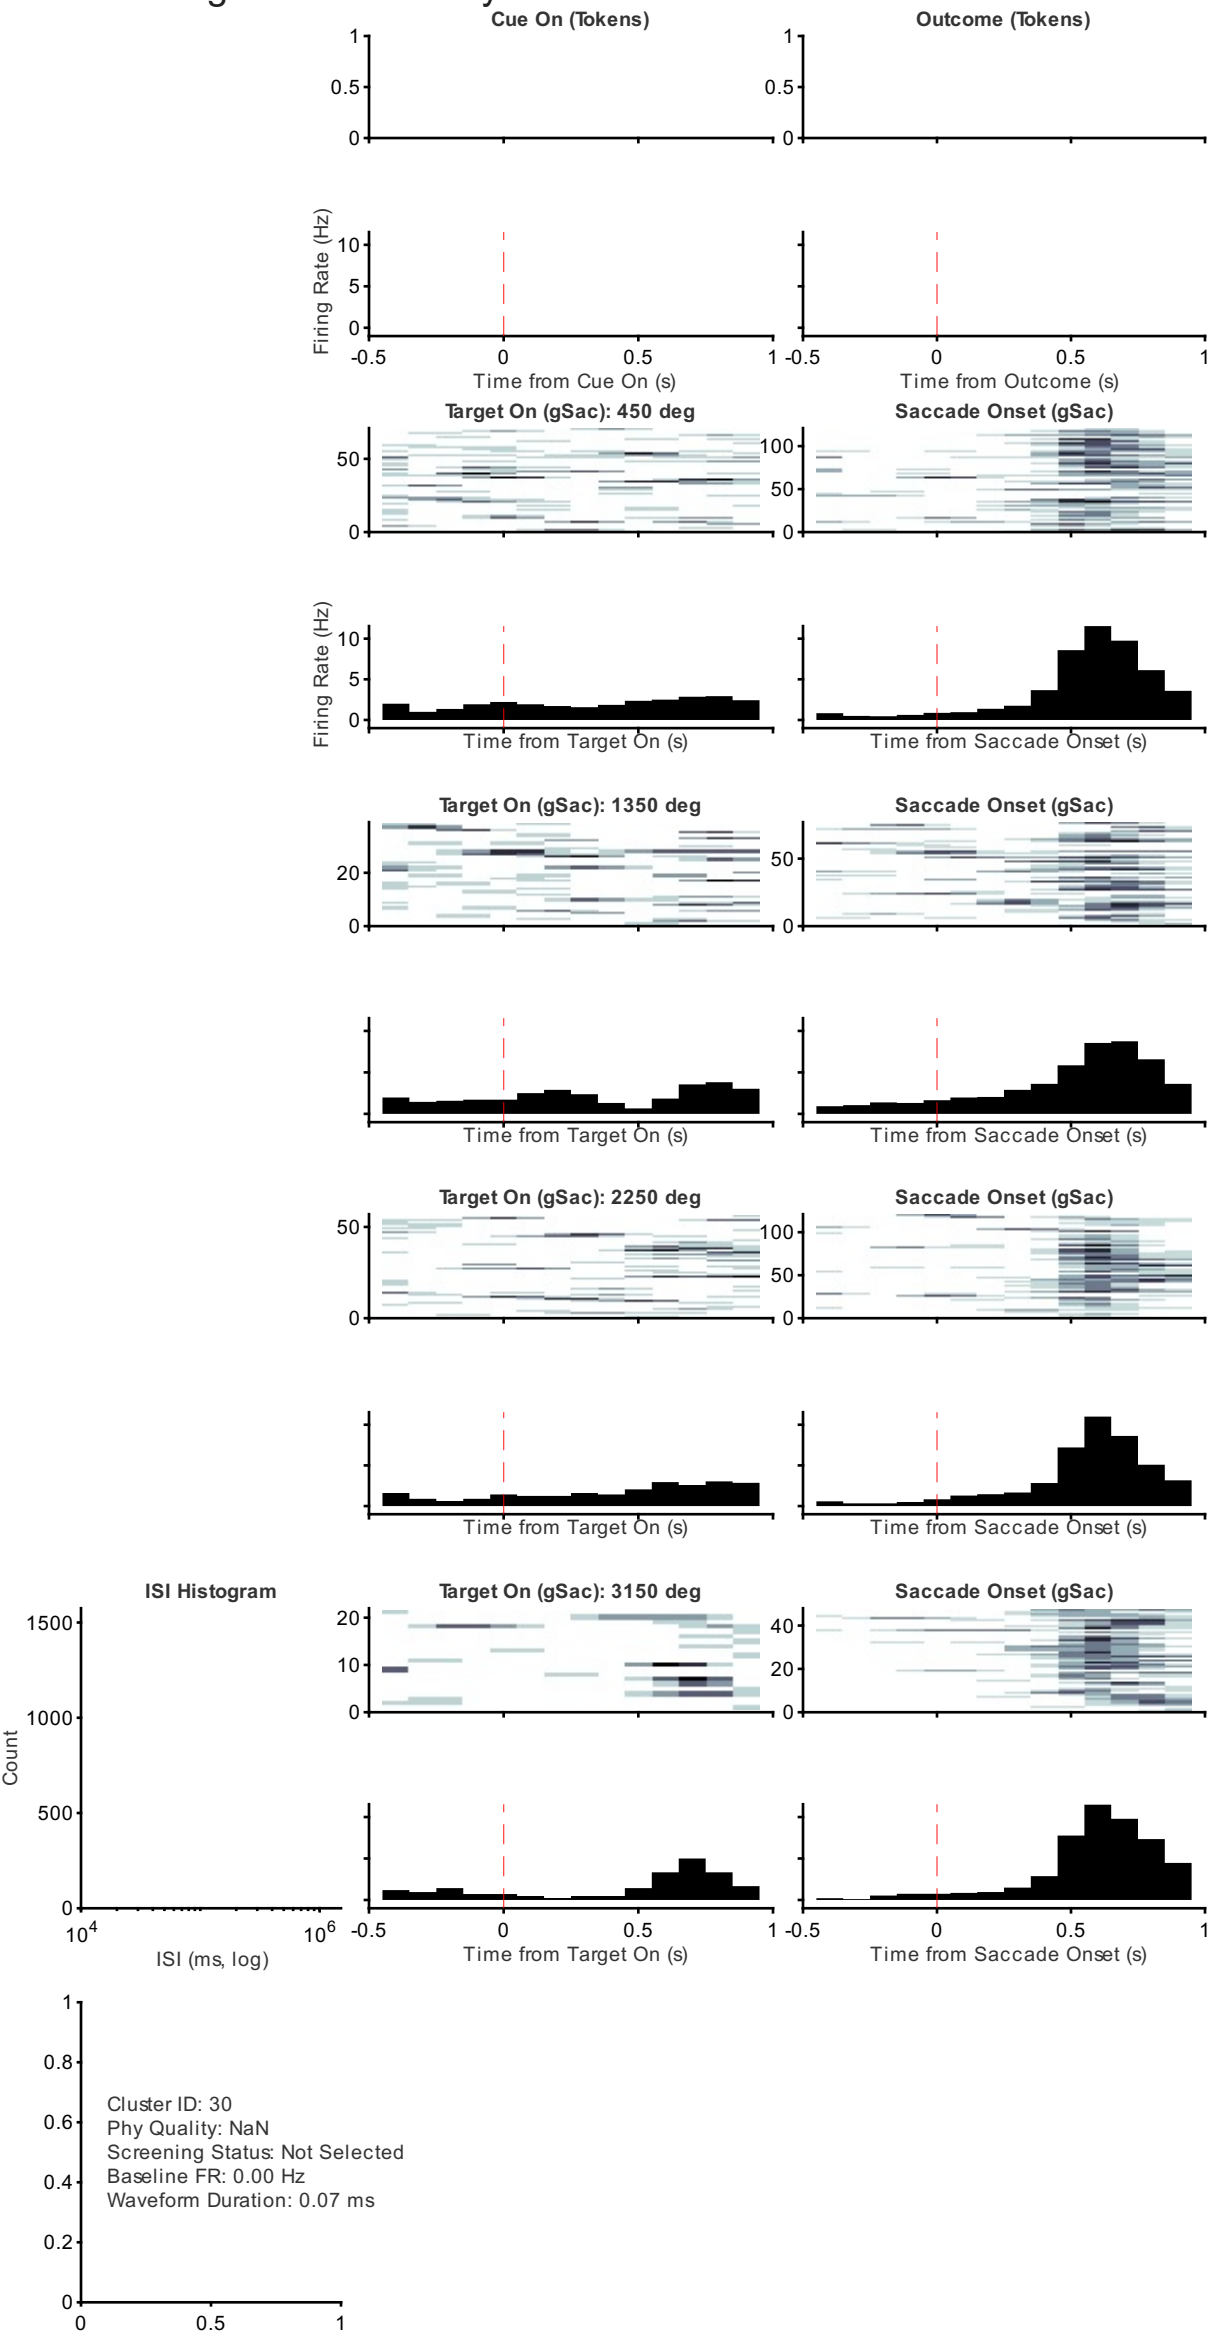 Cue On (Tokens)
Outcome (Tokens)
1
0.5
0
1
0.5
0
Firing Rate (Hz)
10
5
0
-0.5 0 0.5 1
-0.5 0 0.5 1
Time from Cue On (s)
Time from Outcome (s)
Target On (gSac): 450 deg
Saccade Onset (gSac)
50
0
100
50
0
Firing Rate (Hz)
10
5
0
Time from Target On (s)
Time from Saccade Onset (s)
Target On (gSac): 1350 deg
Saccade Onset (gSac)
20
0
50
0
Time from Target On (s)
Time from Saccade Onset (s)
Target On (gSac): 2250 deg
Saccade Onset (gSac)
50
0
100
50
0
Time from Target On (s)
Time from Saccade Onset (s)
ISI Histogram
Target On (gSac): 3150 deg
Saccade Onset (gSac)
Count
1500
1000
500
0
10^4 10^6
ISI (ms, log)
20
10
0
40
20
0
-0.5 0 0.5 1
-0.5 0 0.5 1
Time from Target On (s)
Time from Saccade Onset (s)
1
0.8
0.6
0.4
0.2
0
Cluster ID: 30
Phy Quality: NaN
Screening Status: Not Selected
Baseline FR: 0.00 Hz
Waveform Duration: 0.07 ms
0 0.5 1